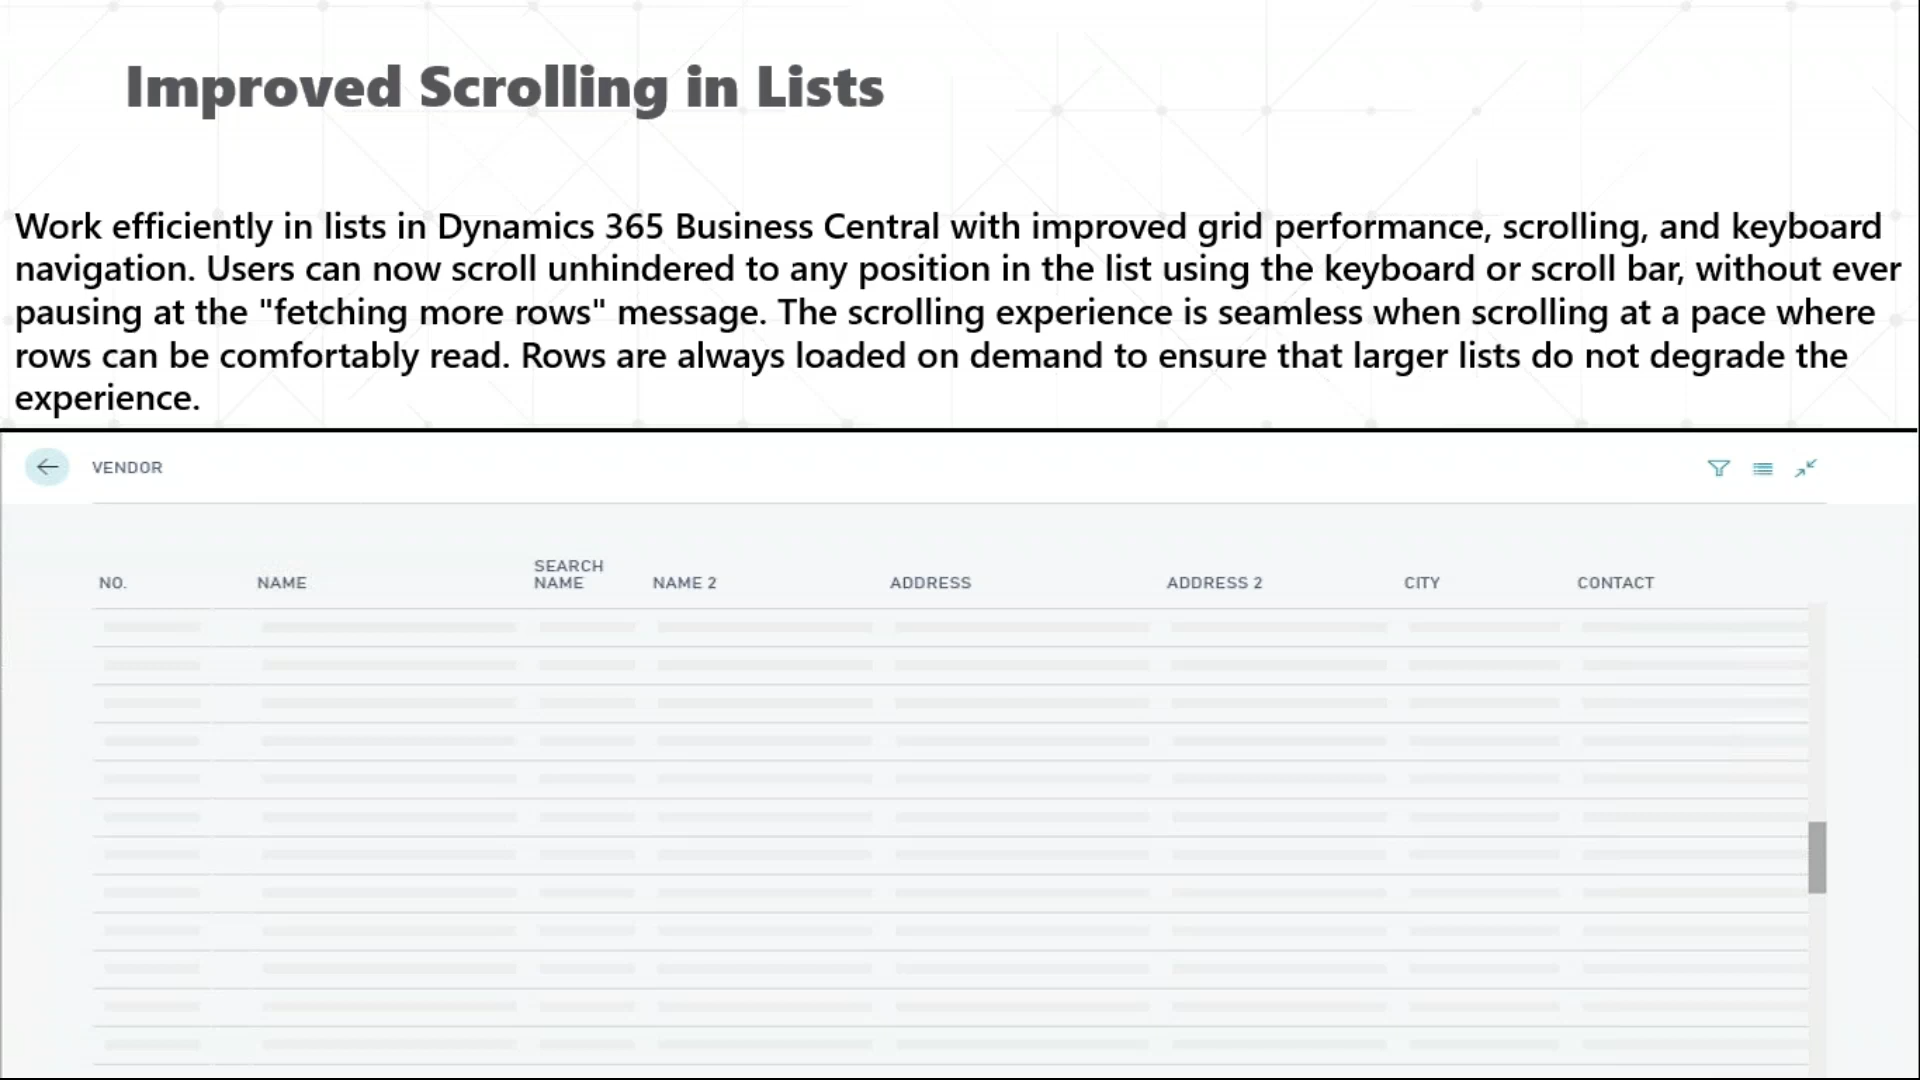 Improved Scrolling in Lists
Work efficiently in lists in Dynamics 365 Business Central with improved grid performance, scrolling, and keyboard
navigation. Users can now scroll unhindered to any position in the list using the keyboard or scroll bar, without ever
pausing at the "fetching more rows" message. The scrolling experience is seamless when scrolling at a pace where
rows can be comfortably read. Rows are always loaded on demand to ensure that larger lists do not degrade the
experience.
VENDOR
NO. NAME SEARCH NAME NAME 2 ADDRESS ADDRESS 2 CITY CONTACT